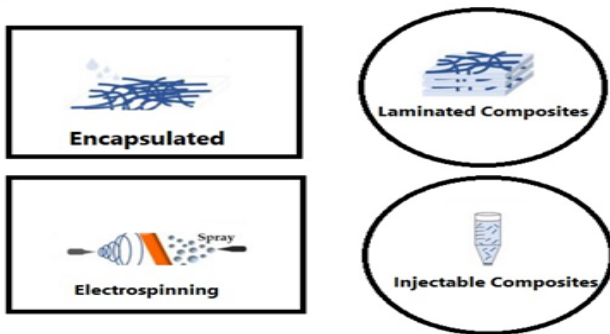 Encapsulated
Laminated Composites
Spray
Electrospinning
Injectable Composites